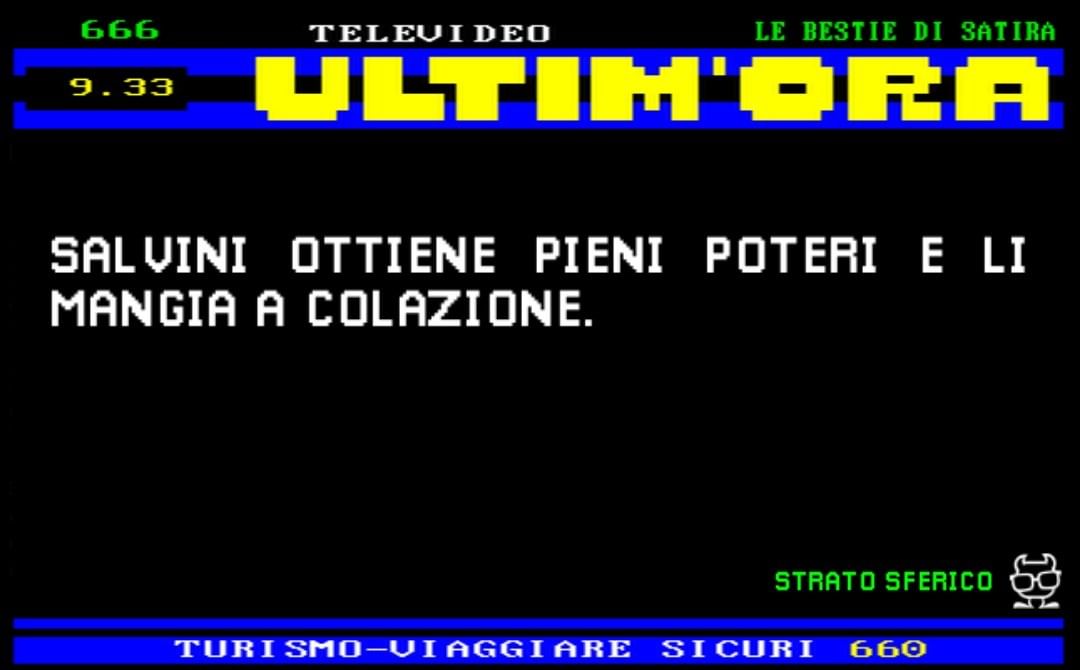 666 TELEVIDEO LE BESTIE DI SATIRA
9.33 ULTIM'ORA
SALVINI OTTIENE PIENI POTERI E LI
MANGIA A COLAZIONE.
STRATO SFERICO
TURISMO-VIAGGIARE SICURI 660